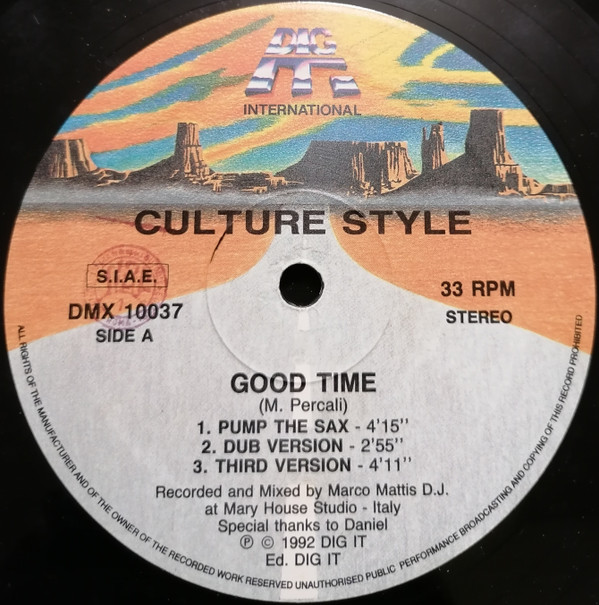 DIG IT
INTERNATIONAL
CULTURE STYLE
S.I.A.E.
DMX 10037
SIDE A
33 RPM
STEREO
GOOD TIME
(M. Percali)
1. PUMP THE SAX - 4'15''
2. DUB VERSION - 2'55''
3. THIRD VERSION - 4'11''
Recorded and Mixed by Marco Mattis D.J.
at Mary House Studio - Italy
Special thanks to Daniel
℗ © 1992 DIG IT
Ed. DIG IT
ALL RIGHTS OF THE MANUFACTURER AND OF THE OWNER OF THE RECORDED WORK RESERVED UNAUTHORISED PUBLIC PERFORMANCE BROADCASTING AND COPYING OF THIS RECORD PROHIBITED